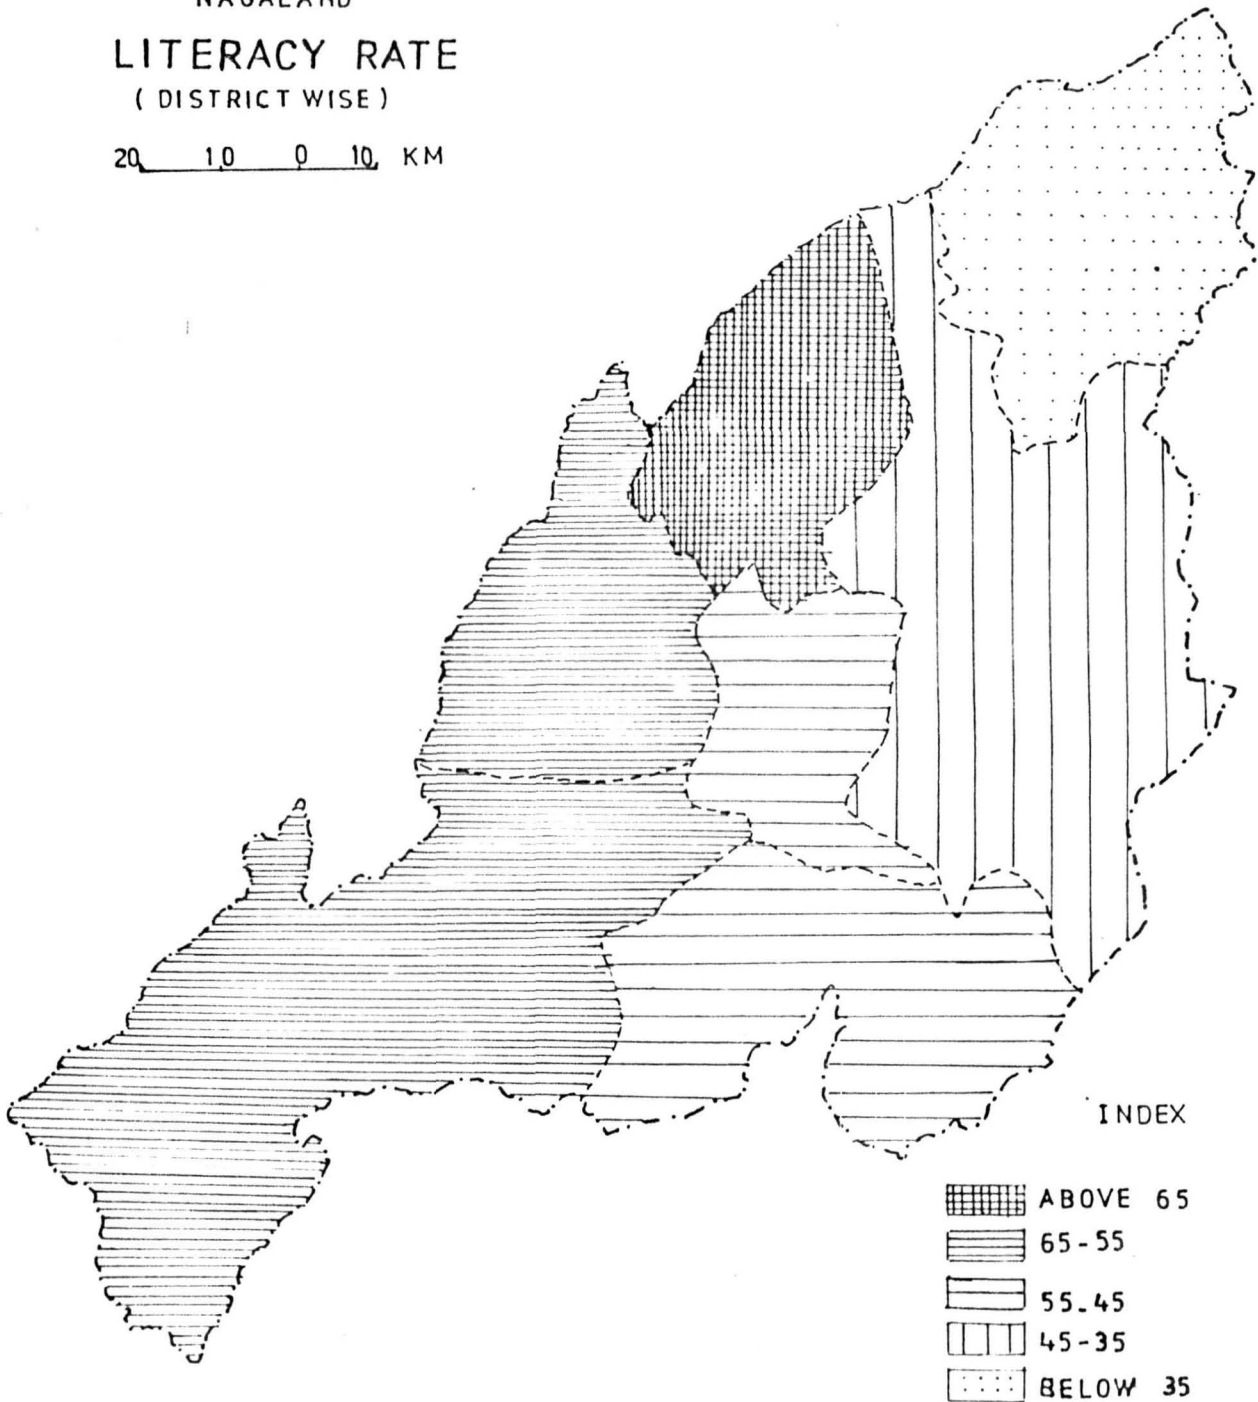 NAGALAND
LITERACY RATE
( DISTRICT WISE )
20 10 0 10 KM
INDEX
ABOVE 65
65-55
55-45
45-35
BELOW 35